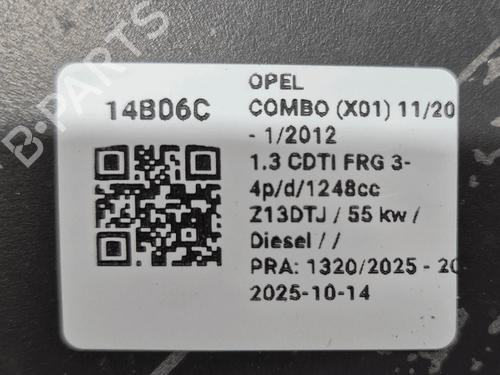 B-PARTS
14B06C
OPEL
COMBO (X01) 11/20
- 1/2012
1.3 CDTI FRG 3-
4p/d/1248cc
Z13DTJ / 55 kw /
Diesel / /
PRA: 1320/2025 - 20
2025-10-14